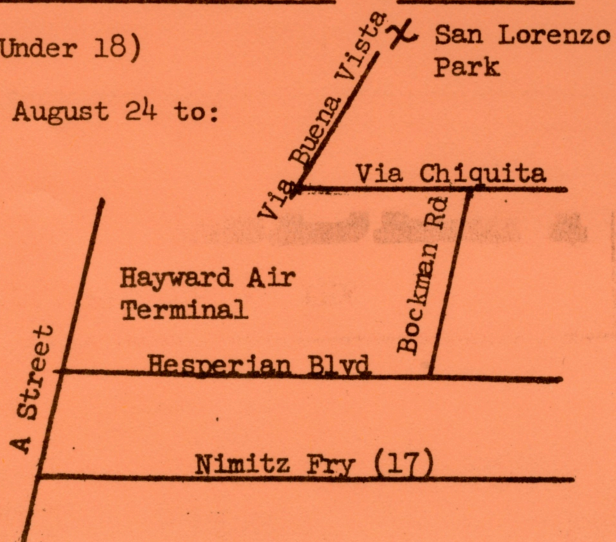 Under 18)
San Lorenzo
Park
August 24 to:
Via Buena Vista
Via Chiquita
Bockman Rd
Hayward Air
Terminal
Hesperian Blvd
A Street
Nimitz Fry (17)